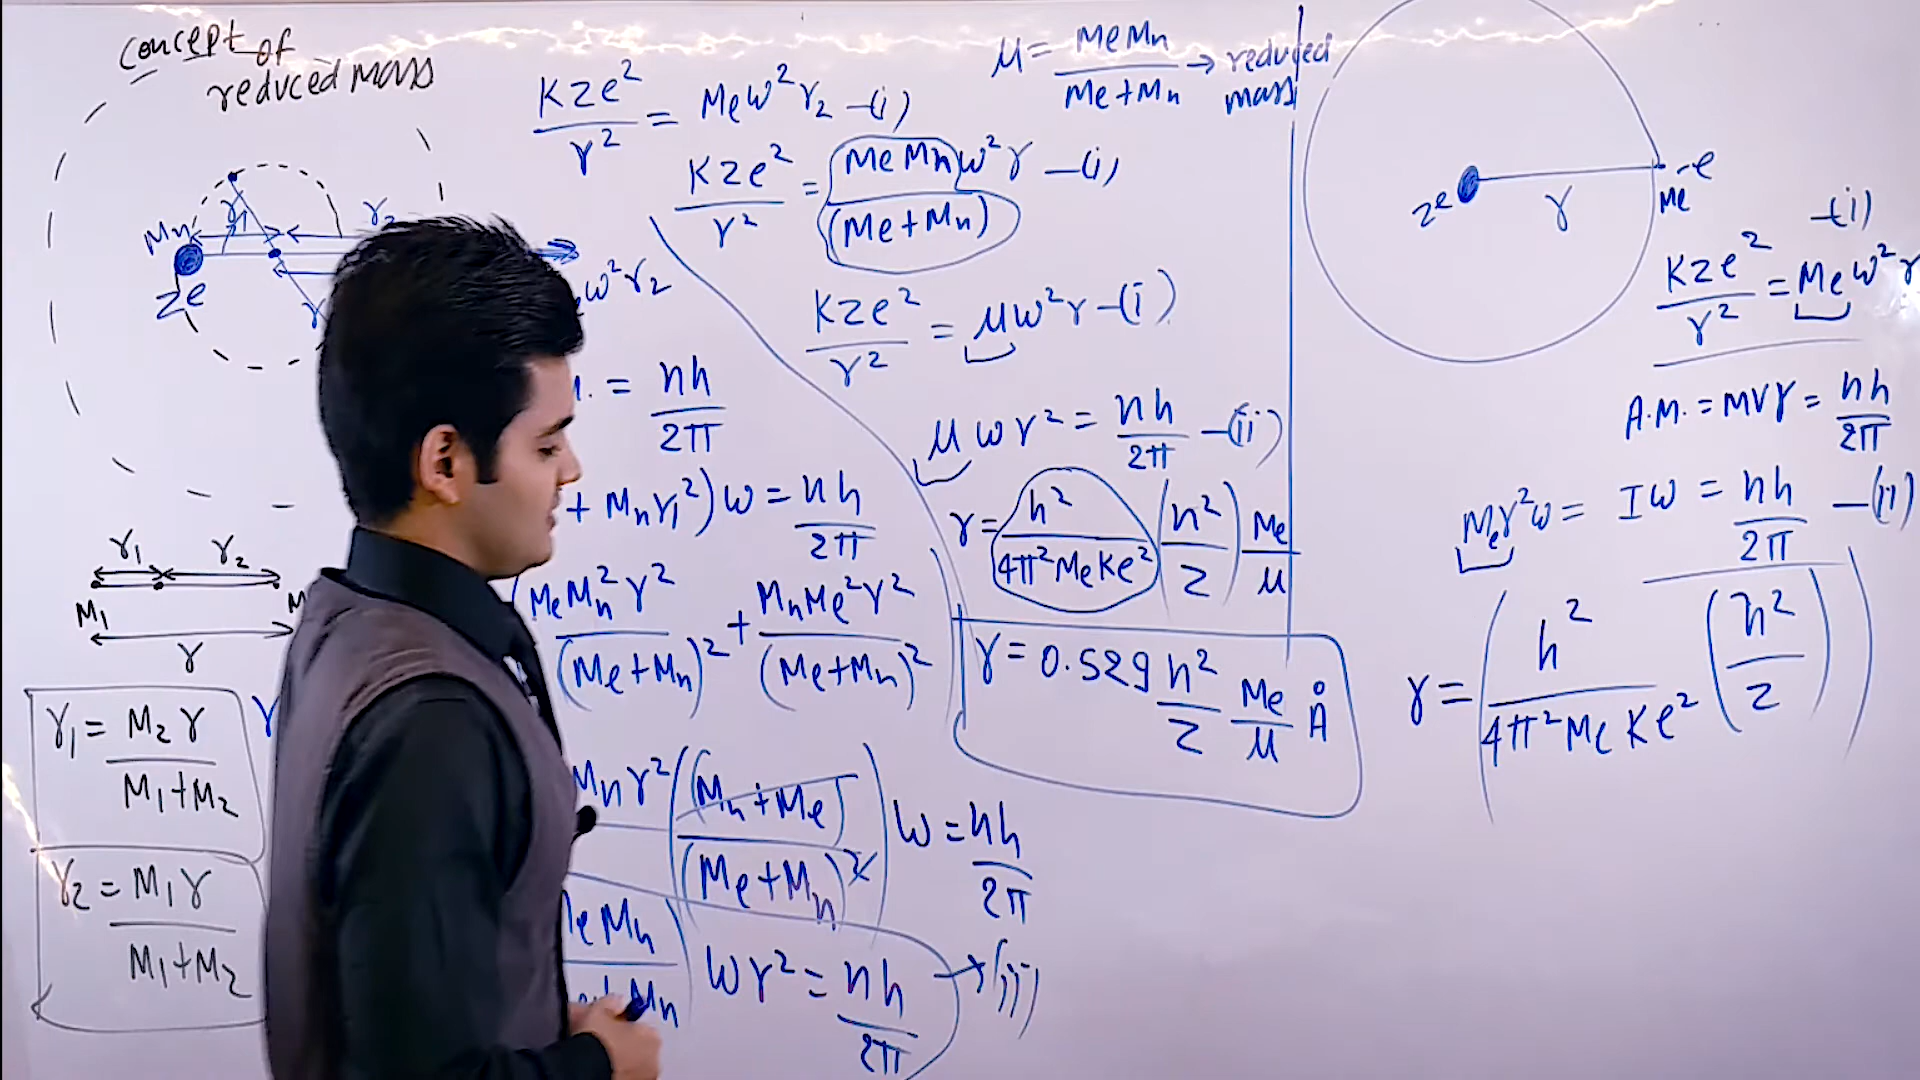 concept of
reduced mass
Mn
r1
r2
Ze
r
ω²r2
r1
r2
M1
r
r1 = M2 r / M1+M2
r2 = M1 r / M1+M2
Kze²/r² = Meω²r2 -(i)
Kze²/r² = MeMn ω²r / (Me+Mn) -(i)
Kze²/r² = μω²r -(i)
= nh/2π
+ Mnr1²)ω = nh/2π
MeMn²r²/(Me+Mn)² + MnMe²r²/(Me+Mn)²
Mnr² ((Mn+Me)/(Me+Mn)²) ω = nh/2π
Mn
Mn) ωr² = nh/2π → (ii)
μ = MeMn/Me+Mn → reduced mass
μωr² = nh/2π -(ii)
r = h²/4π²MeKe² (n²/z) Me/μ
r = 0.529 n²/z Me/μ Å
ze
r
-e
Me
-(i)
Kze²/r² = Meω²r
A.M. = mvr = nh/2π
Mer²ω = Iω = nh/2π -(ii)
r = (h²/4π²MeKe² (n²/z))